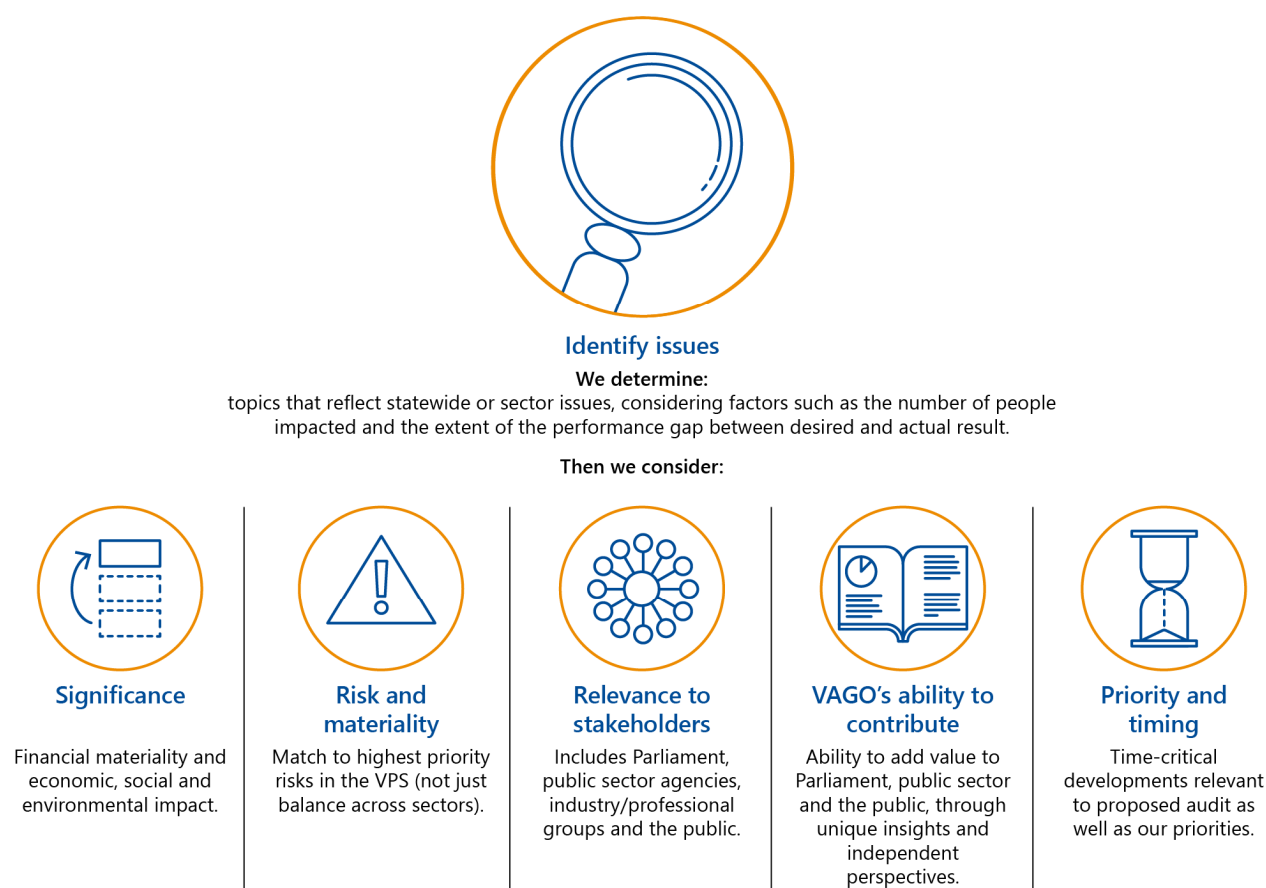 Identify issues
We determine:
topics that reflect statewide or sector issues, considering factors such as the number of people
impacted and the extent of the performance gap between desired and actual result.
Then we consider:
Significance
Financial materiality and
economic, social and
environmental impact.
Risk and
materiality
Match to highest priority
risks in the VPS (not just
balance across sectors).
Relevance to
stakeholders
Includes Parliament,
public sector agencies,
industry/professional
groups and the public.
VAGO’s ability to
contribute
Ability to add value to
Parliament, public sector
and the public, through
unique insights and
independent
perspectives.
Priority and
timing
Time-critical
developments relevant
to proposed audit as
well as our priorities.